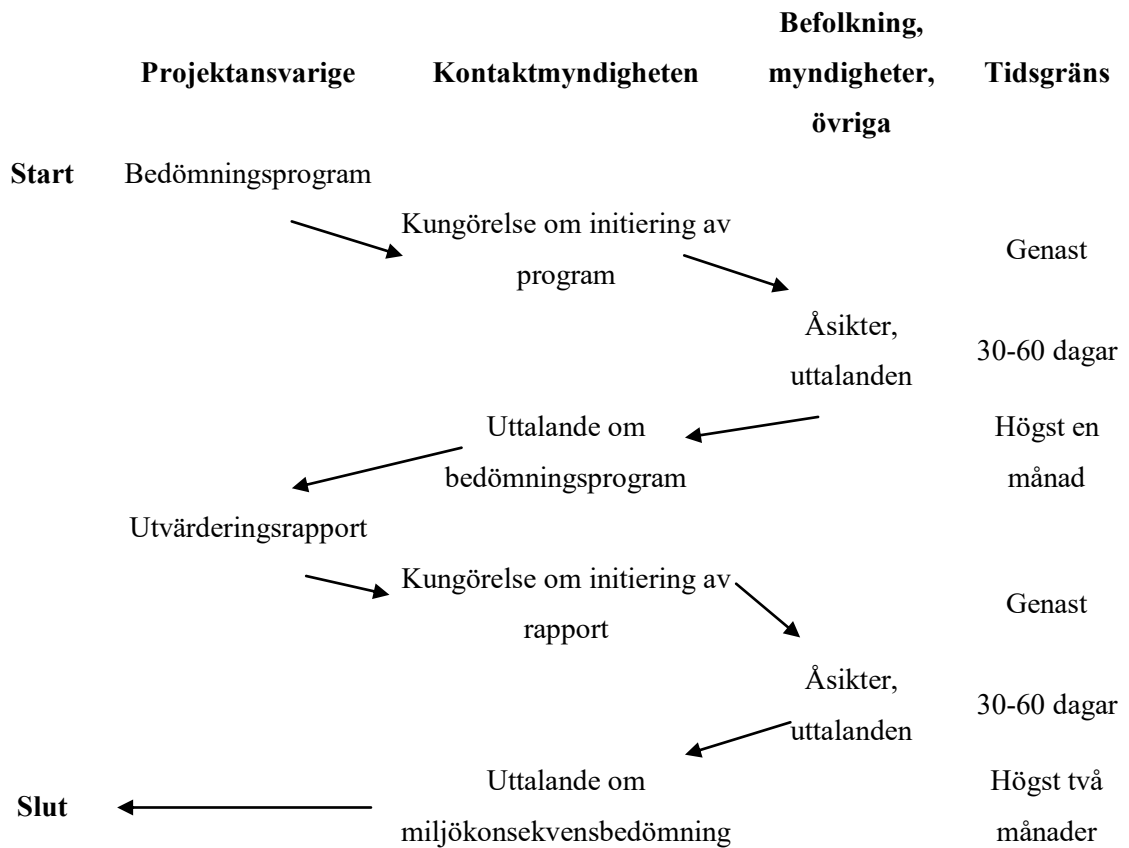 Befolkning,
Projektansvarige Kontaktmyndigheten myndigheter, Tidsgräns
övriga
Start Bedömningsprogram
Kungörelse om initiering av
program
Genast
Åsikter,
uttalanden
30-60 dagar
Uttalande om
bedömningsprogram
Högst en
månad
Utvärderingsrapport
Kungörelse om initiering av
rapport
Genast
Åsikter,
uttalanden
30-60 dagar
Slut
Uttalande om
miljökonsekvensbedömning
Högst två
månader